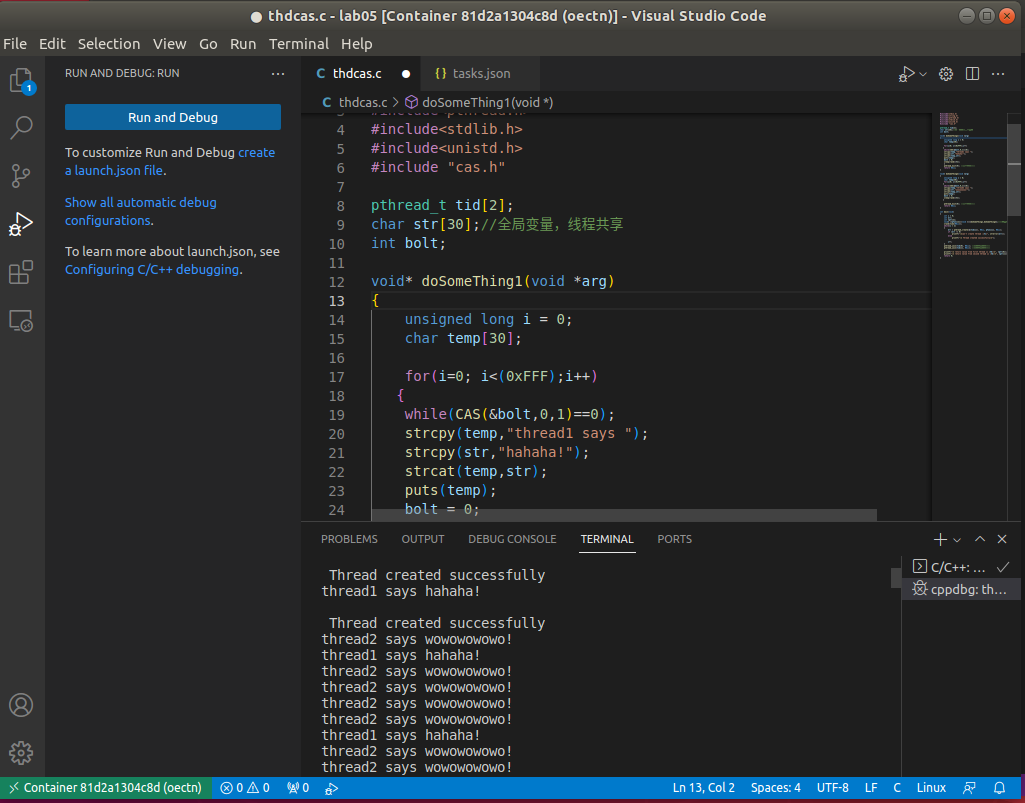 thdcas.c - lab05 [Container 81d2a1304c8d (oectn)] - Visual Studio Code
File Edit Selection View Go Run Terminal Help
RUN AND DEBUG: RUN ...
Run and Debug
To customize Run and Debug create
a launch.json file.
Show all automatic debug
configurations.
To learn more about launch.json, see
Configuring C/C++ debugging.
1
C thdcas.c
{} tasks.json
C thdcas.c > doSomeThing1(void *)
3 #include<pthread.h>
4 #include<stdlib.h>
5 #include<unistd.h>
6 #include "cas.h"
7
8 pthread_t tid[2];
9 char str[30];//全局变量，线程共享
10 int bolt;
11
12 void* doSomeThing1(void *arg)
13 {
14 unsigned long i = 0;
15 char temp[30];
16
17 for(i=0; i<(0xFFF);i++)
18 {
19 while(CAS(&bolt,0,1)==0);
20 strcpy(temp,"thread1 says ");
21 strcpy(str,"hahaha!");
22 strcat(temp,str);
23 puts(temp);
24 bolt = 0;
PROBLEMS OUTPUT DEBUG CONSOLE TERMINAL PORTS
Thread created successfully
thread1 says hahaha!
Thread created successfully
thread2 says wowowowowo!
thread1 says hahaha!
thread2 says wowowowowo!
thread2 says wowowowowo!
thread2 says wowowowowo!
thread2 says wowowowowo!
thread1 says hahaha!
thread2 says wowowowowo!
thread2 says wowowowowo!
C/C++: ...
cppdbg: th...
Container 81d2a1304c8d (oectn) 0 0 0 Ln 13, Col 2 Spaces: 4 UTF-8 LF C Linux